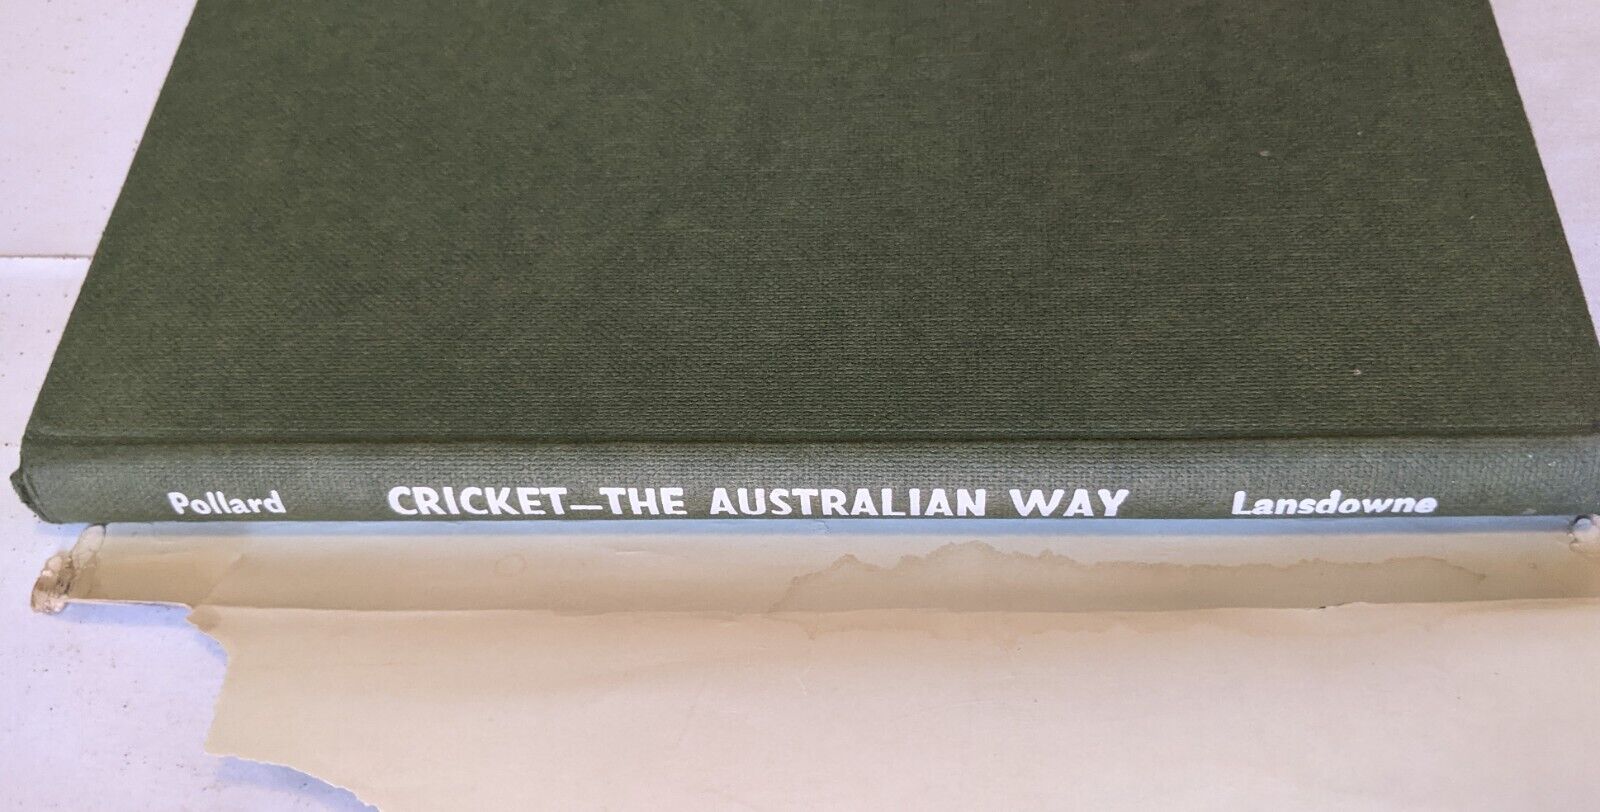 Pollard CRICKET—THE AUSTRALIAN WAY Lansdowne